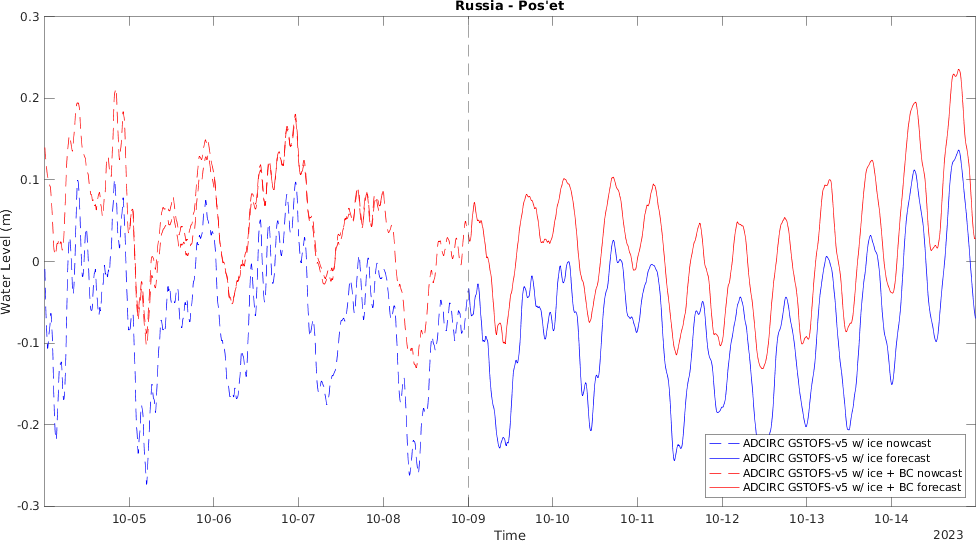 Russia - Pos'et
0.3
0.2
0.1
0
-0.1
-0.2
-0.3
Water Level (m)
ADCIRC GSTOFS-v5 w/ ice nowcast
ADCIRC GSTOFS-v5 w/ ice forecast
ADCIRC GSTOFS-v5 w/ ice + BC nowcast
ADCIRC GSTOFS-v5 w/ ice + BC forecast
10-05 10-06 10-07 10-08 10-09 10-10 10-11 10-12 10-13 10-14
Time
2023